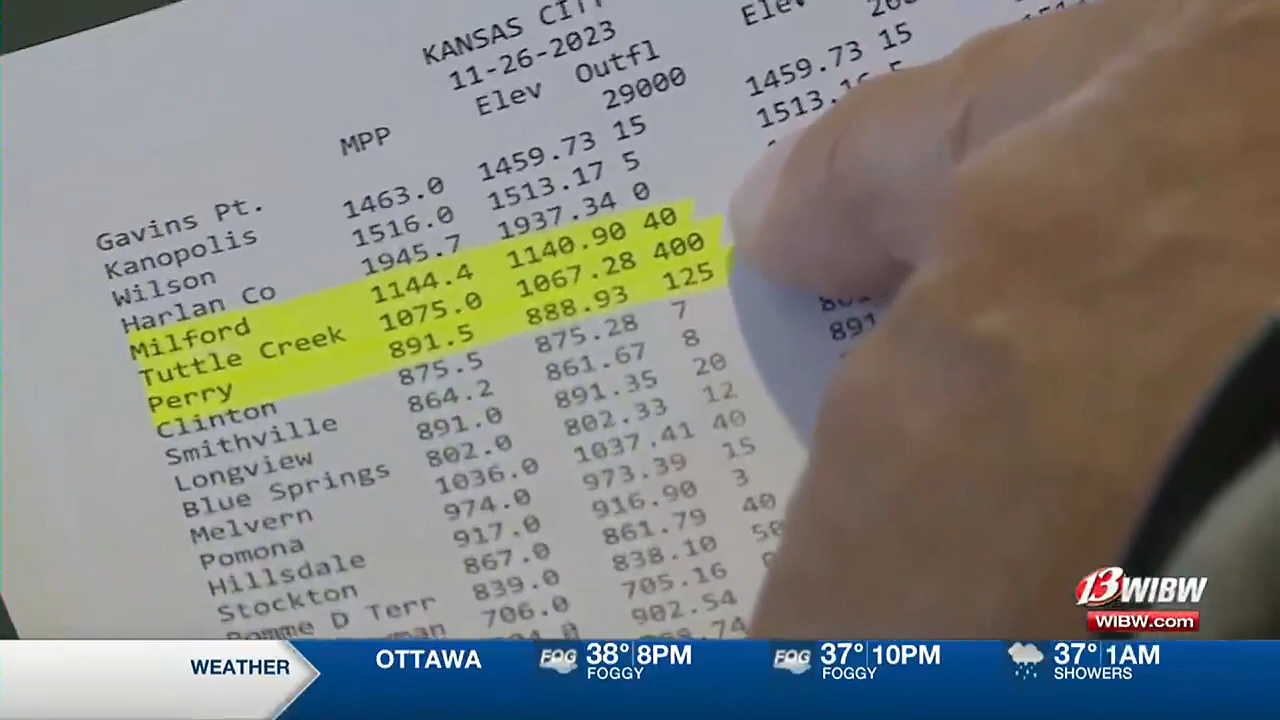 KANSAS CIT
11-26-2023
MPP Elev Outfl Elev
Gavins Pt. 29000
Kanopolis 1463.0 1459.73 15 1459.73 15
Wilson 1516.0 1513.17 5
Harlan Co 1945.7 1937.34 0
Milford 1144.4 1140.90 40
Tuttle Creek 1075.0 1067.28 400
Perry 891.5 888.93 125
Clinton 875.5 875.28 7
Smithville 864.2 861.67 8
Longview 891.0 891.35 20
Blue Springs 802.0 802.33 12
Melvern 1036.0 1037.41 40
Pomona 974.0 973.39 15
Hillsdale 917.0 916.90 3
Stockton 867.0 861.79 40
Pomme D Terr 839.0 838.10
706.0 705.16
902.54
13 WIBW
WIBW.com
WEATHER OTTAWA FOG 38° 8PM FOGGY FOG 37° 10PM FOGGY 37° 1AM SHOWERS